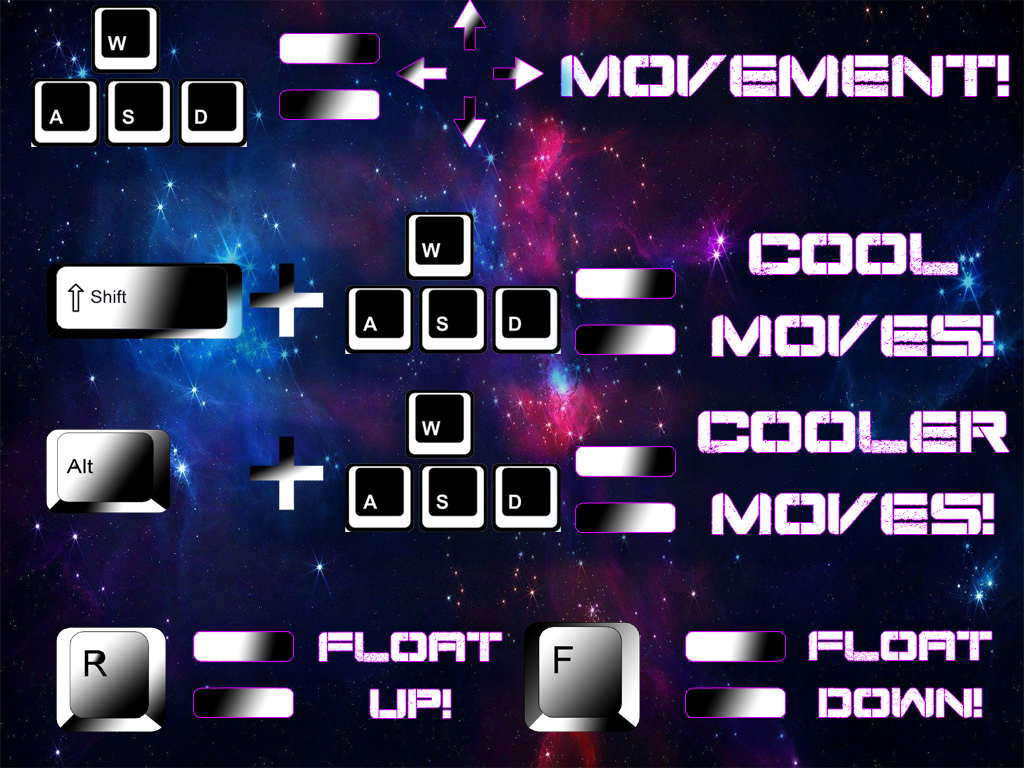 W
A S D
MOVEMENT!
W
⇧ Shift A S D
COOL
MOVES!
W
Alt A S D
COOLER
MOVES!
R
FLOAT
UP!
F
FLOAT
DOWN!